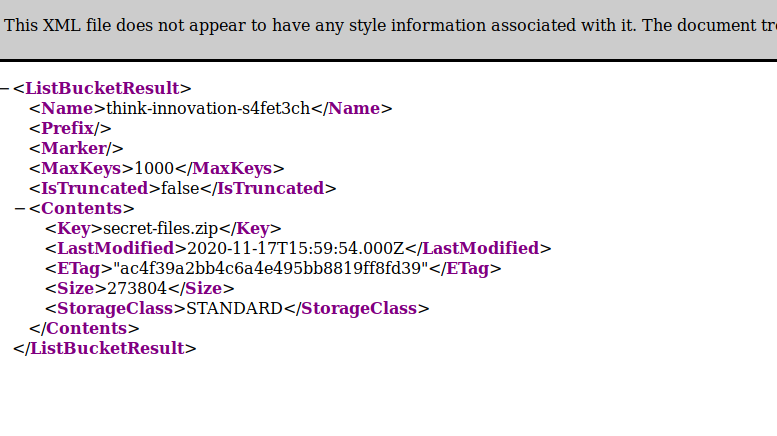 This XML file does not appear to have any style information associated with it. The document
−<ListBucketResult>
<Name>think-innovation-s4fet3ch</Name>
<Prefix/>
<Marker/>
<MaxKeys>1000</MaxKeys>
<IsTruncated>false</IsTruncated>
−<Contents>
<Key>secret-files.zip</Key>
<LastModified>2020-11-17T15:59:54.000Z</LastModified>
<ETag>"ac4f39a2bb4c6a4e495bb8819ff8fd39"</ETag>
<Size>273804</Size>
<StorageClass>STANDARD</StorageClass>
</Contents>
</ListBucketResult>